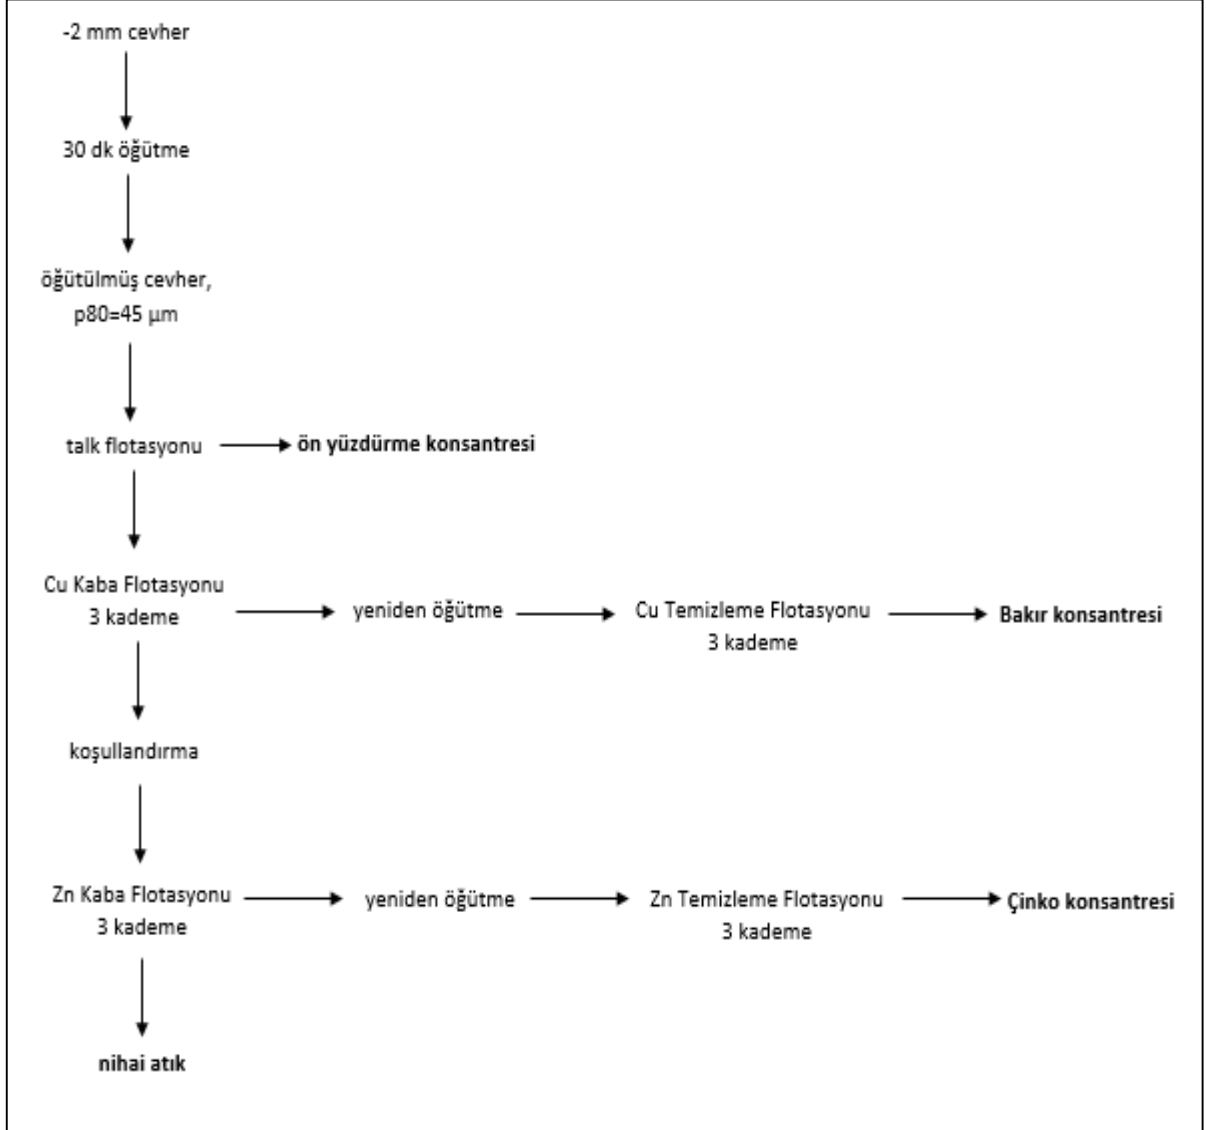 -2 mm cevher
30 dk öğütme
öğütülmüş cevher,
p80=45 µm
talk flotasyonu
ön yüzdürme konsantresi
Cu Kaba Flotasyonu
3 kademe
yeniden öğütme
Cu Temizleme Flotasyonu
3 kademe
Bakır konsantresi
koşullandırma
Zn Kaba Flotasyonu
3 kademe
yeniden öğütme
Zn Temizleme Flotasyonu
3 kademe
Çinko konsantresi
nihai atık